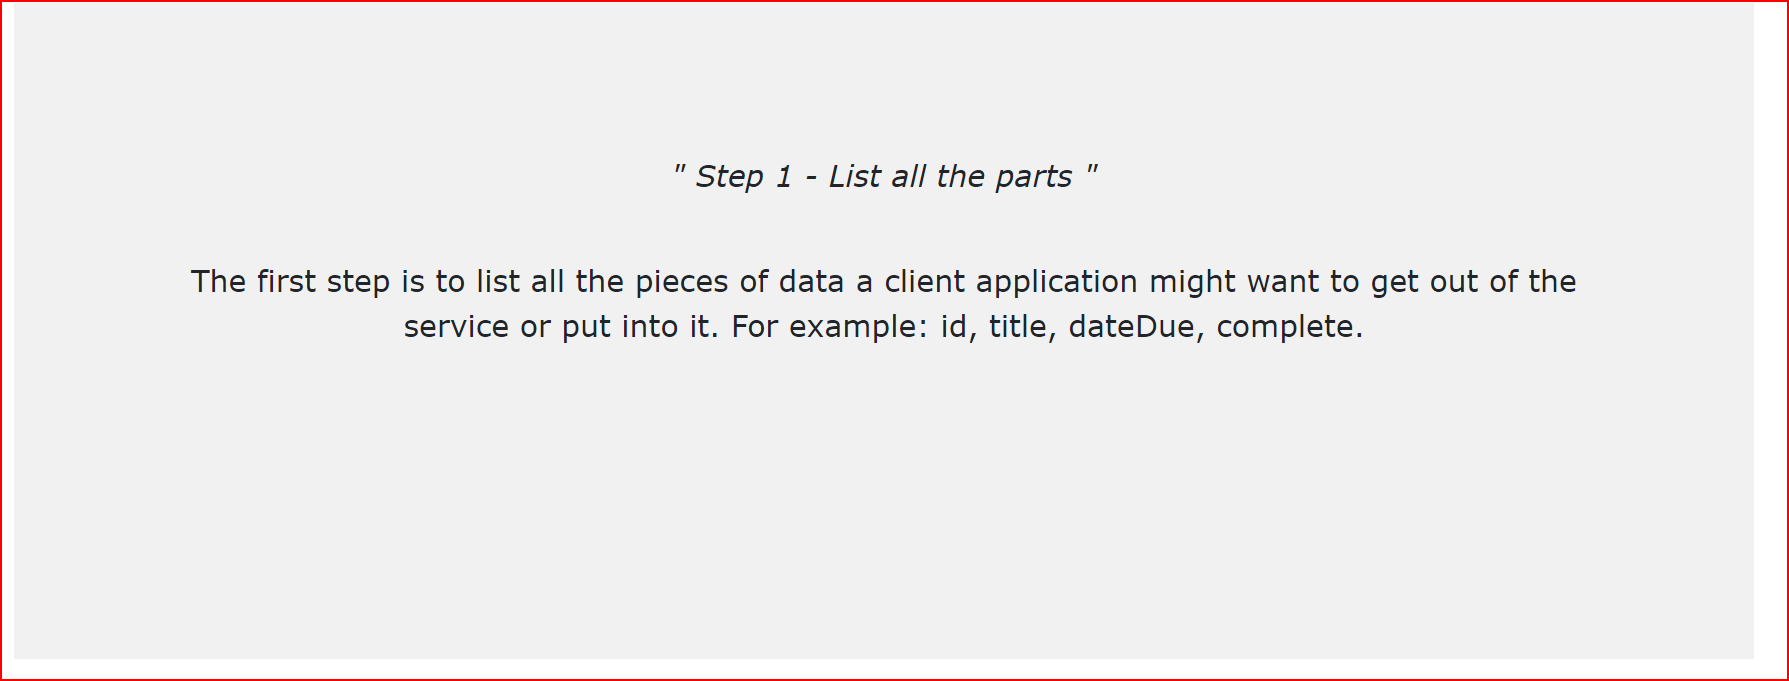 " Step 1 - List all the parts "
The first step is to list all the pieces of data a client application might want to get out of the
service or put into it. For example: id, title, dateDue, complete.